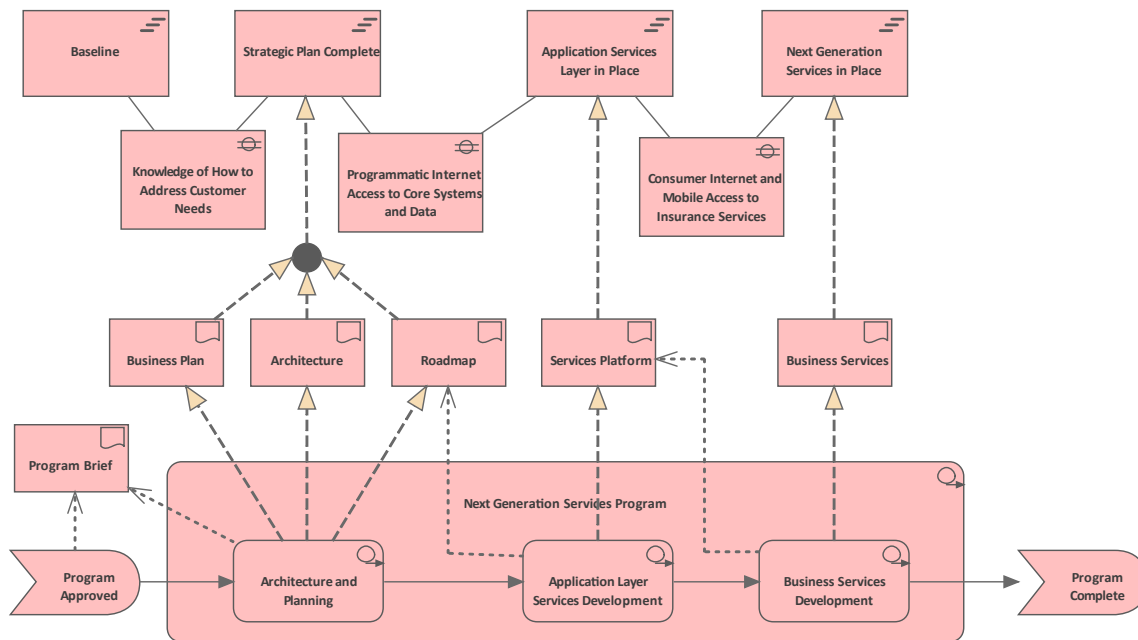 Baseline
Strategic Plan Complete
Application Services
Layer in Place
Next Generation
Services in Place
Knowledge of How to
Address Customer
Needs
Programmatic Internet
Access to Core Systems
and Data
Consumer Internet and
Mobile Access to
Insurance Services
Business Plan
Architecture
Roadmap
Services Platform
Business Services
Program Brief
Next Generation Services Program
Program
Approved
Architecture and
Planning
Application Layer
Services Development
Business Services
Development
Program
Complete